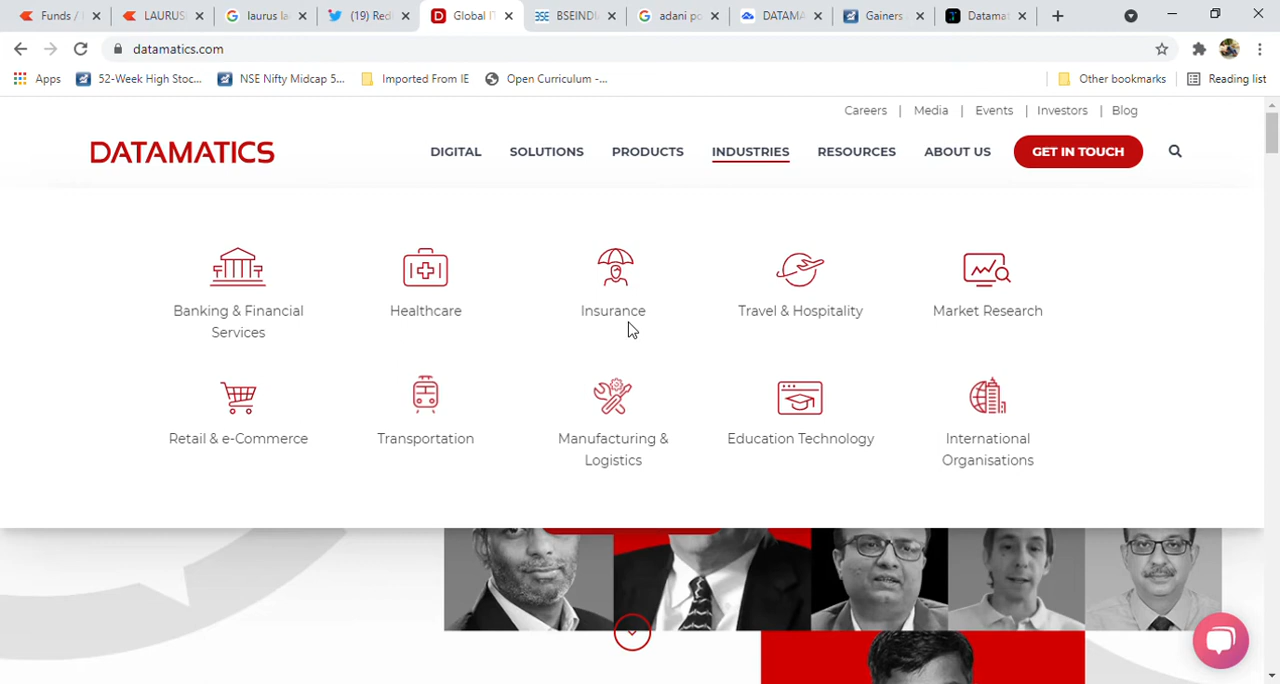 Funds /
LAURUS
laurus la
(19) Red
Global I
BSEIND
adani po
DATAMA
Gainers
Datamat
datamatics.com
Apps
52-Week High Stoc...
NSE Nifty Midcap 5...
Imported From IE
Open Curriculum -...
Other bookmarks
Reading list
Careers | Media | Events | Investors | Blog
DATAMATICS
DIGITAL SOLUTIONS PRODUCTS INDUSTRIES RESOURCES ABOUT US GET IN TOUCH
Banking & Financial
Services
Healthcare
Insurance
Travel & Hospitality
Market Research
Retail & e-Commerce
Transportation
Manufacturing &
Logistics
Education Technology
International
Organisations